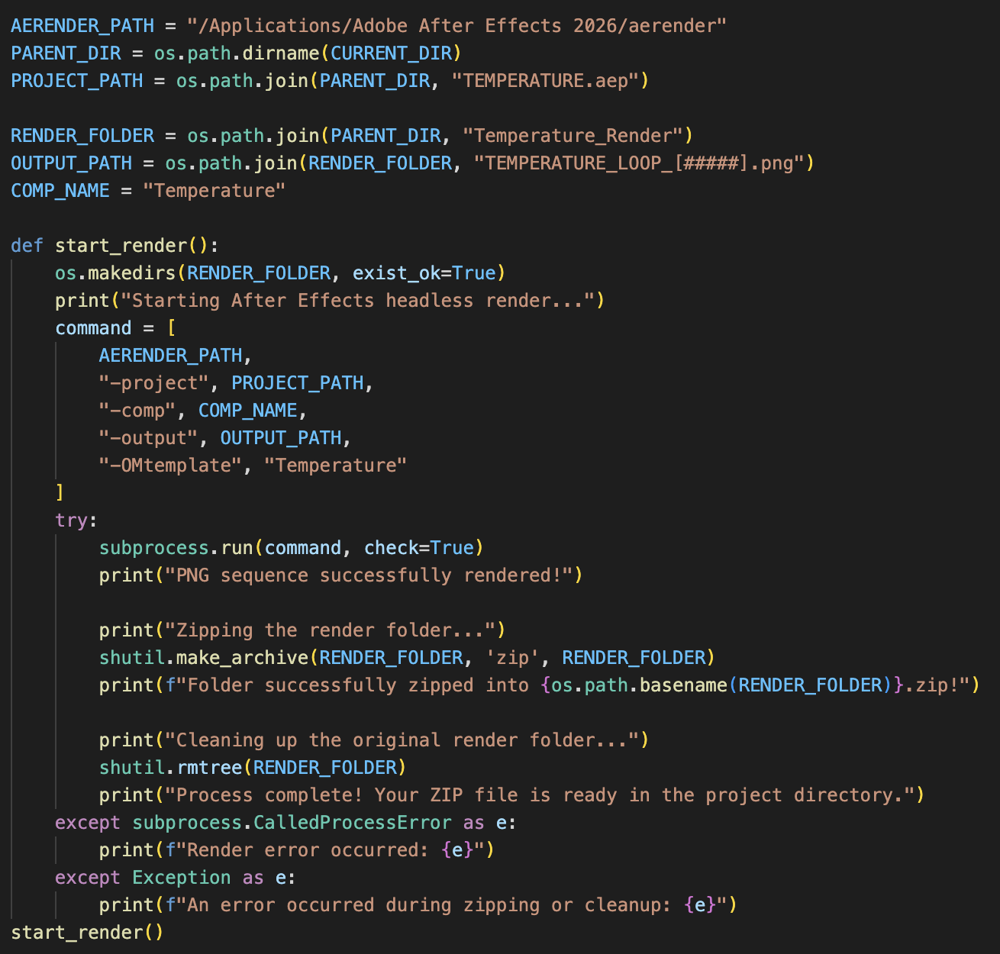 AERENDER_PATH = "/Applications/Adobe After Effects 2026/aerender"
PARENT_DIR = os.path.dirname(CURRENT_DIR)
PROJECT_PATH = os.path.join(PARENT_DIR, "TEMPERATURE.aep")

RENDER_FOLDER = os.path.join(PARENT_DIR, "Temperature_Render")
OUTPUT_PATH = os.path.join(RENDER_FOLDER, "TEMPERATURE_LOOP_[#####].png")
COMP_NAME = "Temperature"

def start_render():
    os.makedirs(RENDER_FOLDER, exist_ok=True)
    print("Starting After Effects headless render...")
    command = [
        AERENDER_PATH,
        "-project", PROJECT_PATH,
        "-comp", COMP_NAME,
        "-output", OUTPUT_PATH,
        "-OMtemplate", "Temperature"
    ]
    try:
        subprocess.run(command, check=True)
        print("PNG sequence successfully rendered!")

        print("Zipping the render folder...")
        shutil.make_archive(RENDER_FOLDER, 'zip', RENDER_FOLDER)
        print(f"Folder successfully zipped into {os.path.basename(RENDER_FOLDER)}.zip!")

        print("Cleaning up the original render folder...")
        shutil.rmtree(RENDER_FOLDER)
        print("Process complete! Your ZIP file is ready in the project directory.")
    except subprocess.CalledProcessError as e:
        print(f"Render error occurred: {e}")
    except Exception as e:
        print(f"An error occurred during zipping or cleanup: {e}")
start_render()